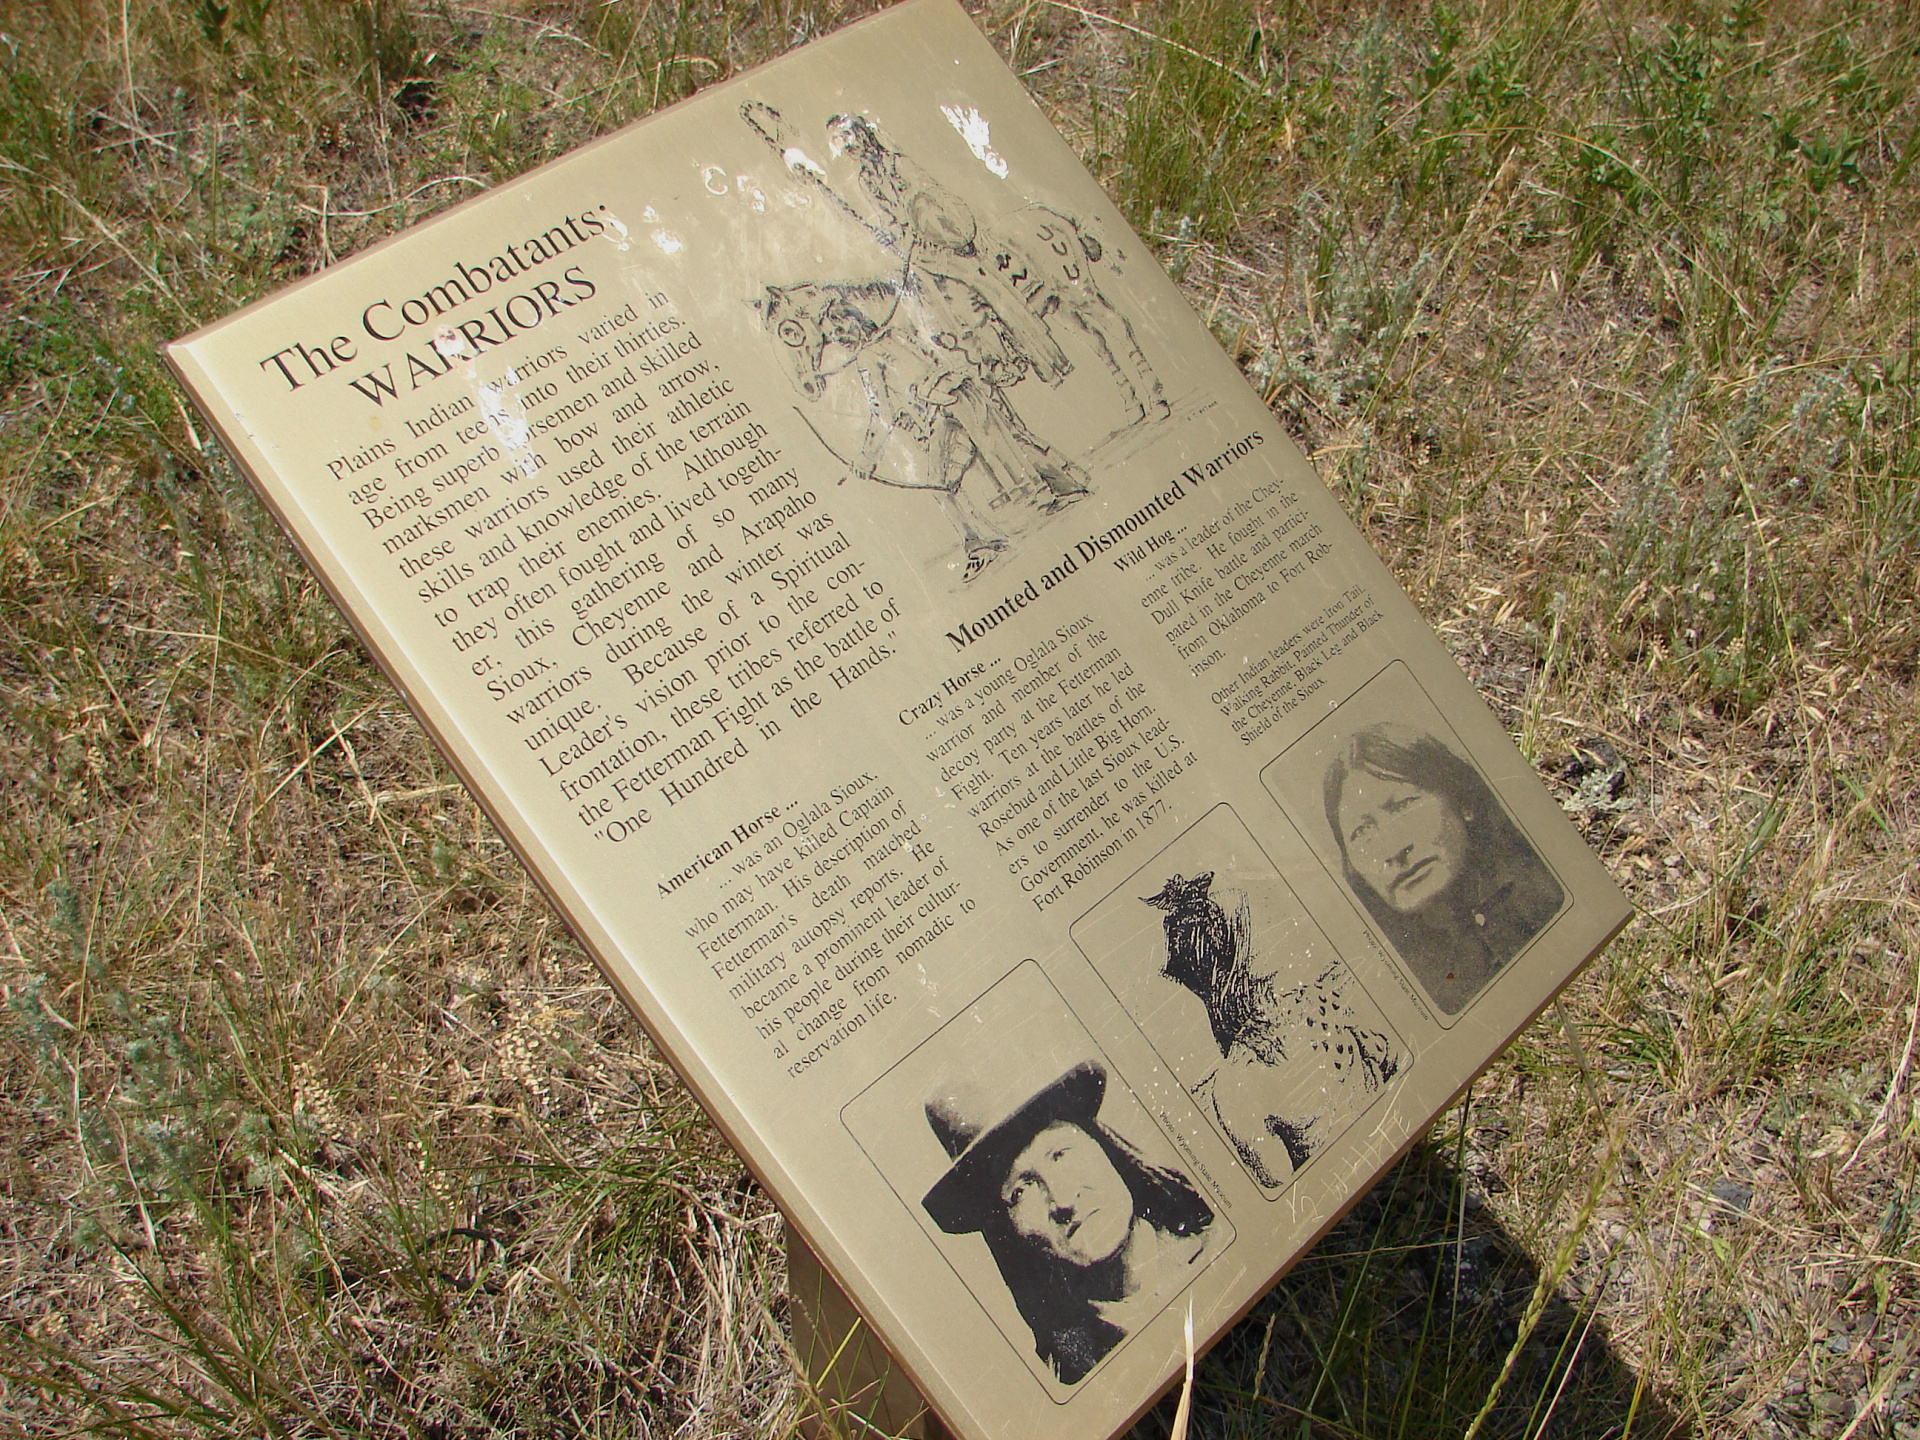 The Combatants:
WARRIORS
Plains Indian warriors varied in
age from teens into their thirties.
Being superb horsemen and skilled
marksmen with bow and arrow,
these warriors used their athletic
skills and knowledge of the terrain
to trap their enemies. Although
they often fought and lived togeth-
er, this gathering of so many
Sioux, Cheyenne and Arapaho
warriors during the winter was
unique. Because of a Spiritual
Leader's vision prior to the con-
frontation, these tribes referred to
the Fetterman Fight as the battle of
"One Hundred in the Hands."
Mounted and Dismounted Warriors
American Horse ...
... was an Oglala Sioux,
who may have killed Captain
Fetterman. His description of
Fetterman's death matched
military autopsy reports. He
became a prominent leader of
his people during their cultur-
al change from nomadic to
reservation life.
Crazy Horse ...
... was a young Oglala Sioux
warrior and member of the
decoy party at the Fetterman
Fight. Ten years later he led
warriors at the battles of the
Rosebud and Little Big Horn.
As one of the last Sioux lead-
ers to surrender to the U.S.
Government, he was killed at
Fort Robinson in 1877.
Wild Hog ...
... was a leader of the Chey-
enne tribe. He fought in the
Dull Knife battle and partici-
pated in the Cheyenne march
from Oklahoma to Fort Rob-
inson.
Other Indian leaders were Iron Tail,
Walking Rabbit, Painted Thunder of
the Cheyenne, Black Leg and Black
Shield of the Sioux.
Photo: Wyoming State Museum
Photo: Wyoming State Museum
WHITE